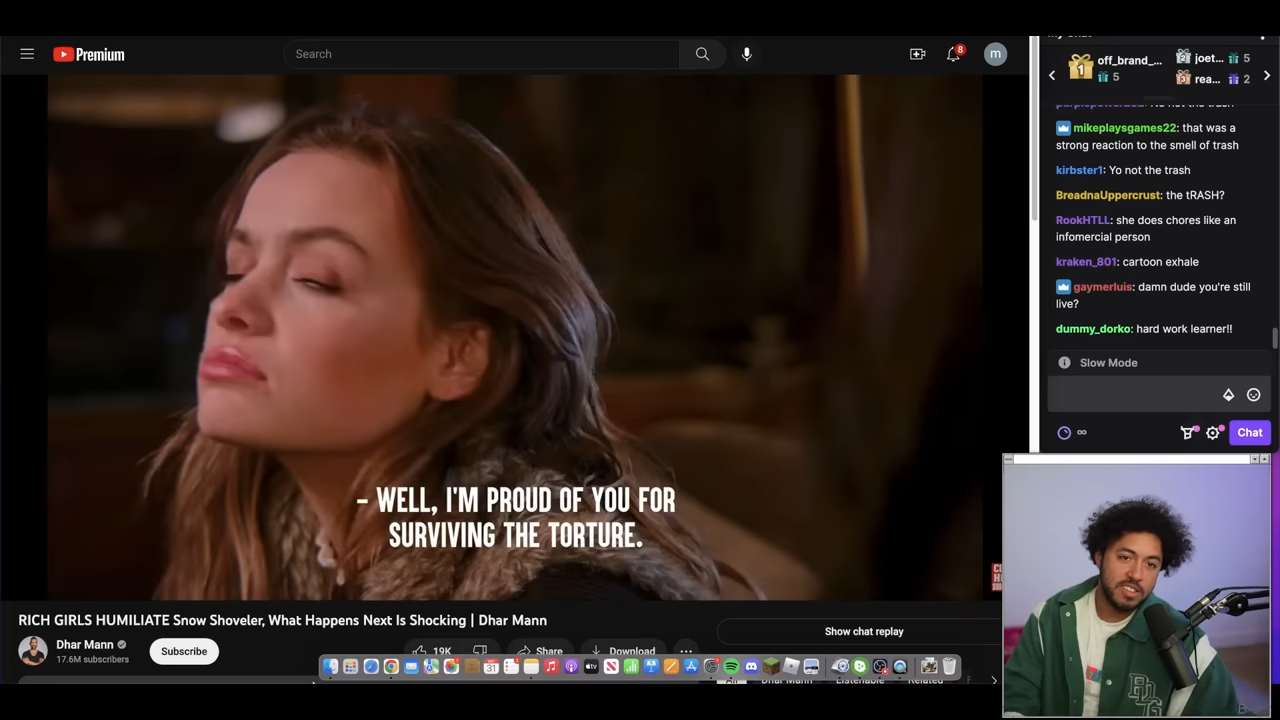 Premium
Search
8
m
off_brand_...
5
joet... 5
rea... 2
mikeplaysgames22: that was a
strong reaction to the smell of trash
kirbster1: Yo not the trash
BreadnaUppercrust: the tRASH?
RookHTLL: she does chores like an
infomercial person
kraken_801: cartoon exhale
gaymerluis: damn dude you're still
live?
dummy_dorko: hard work learner!!
Slow Mode
Chat
- WELL, I'M PROUD OF YOU FOR
SURVIVING THE TORTURE.
RICH GIRLS HUMILIATE Snow Shoveler, What Happens Next Is Shocking | Dhar Mann
Dhar Mann
17.6M subscribers
Subscribe
19K
Share
Download
Show chat replay